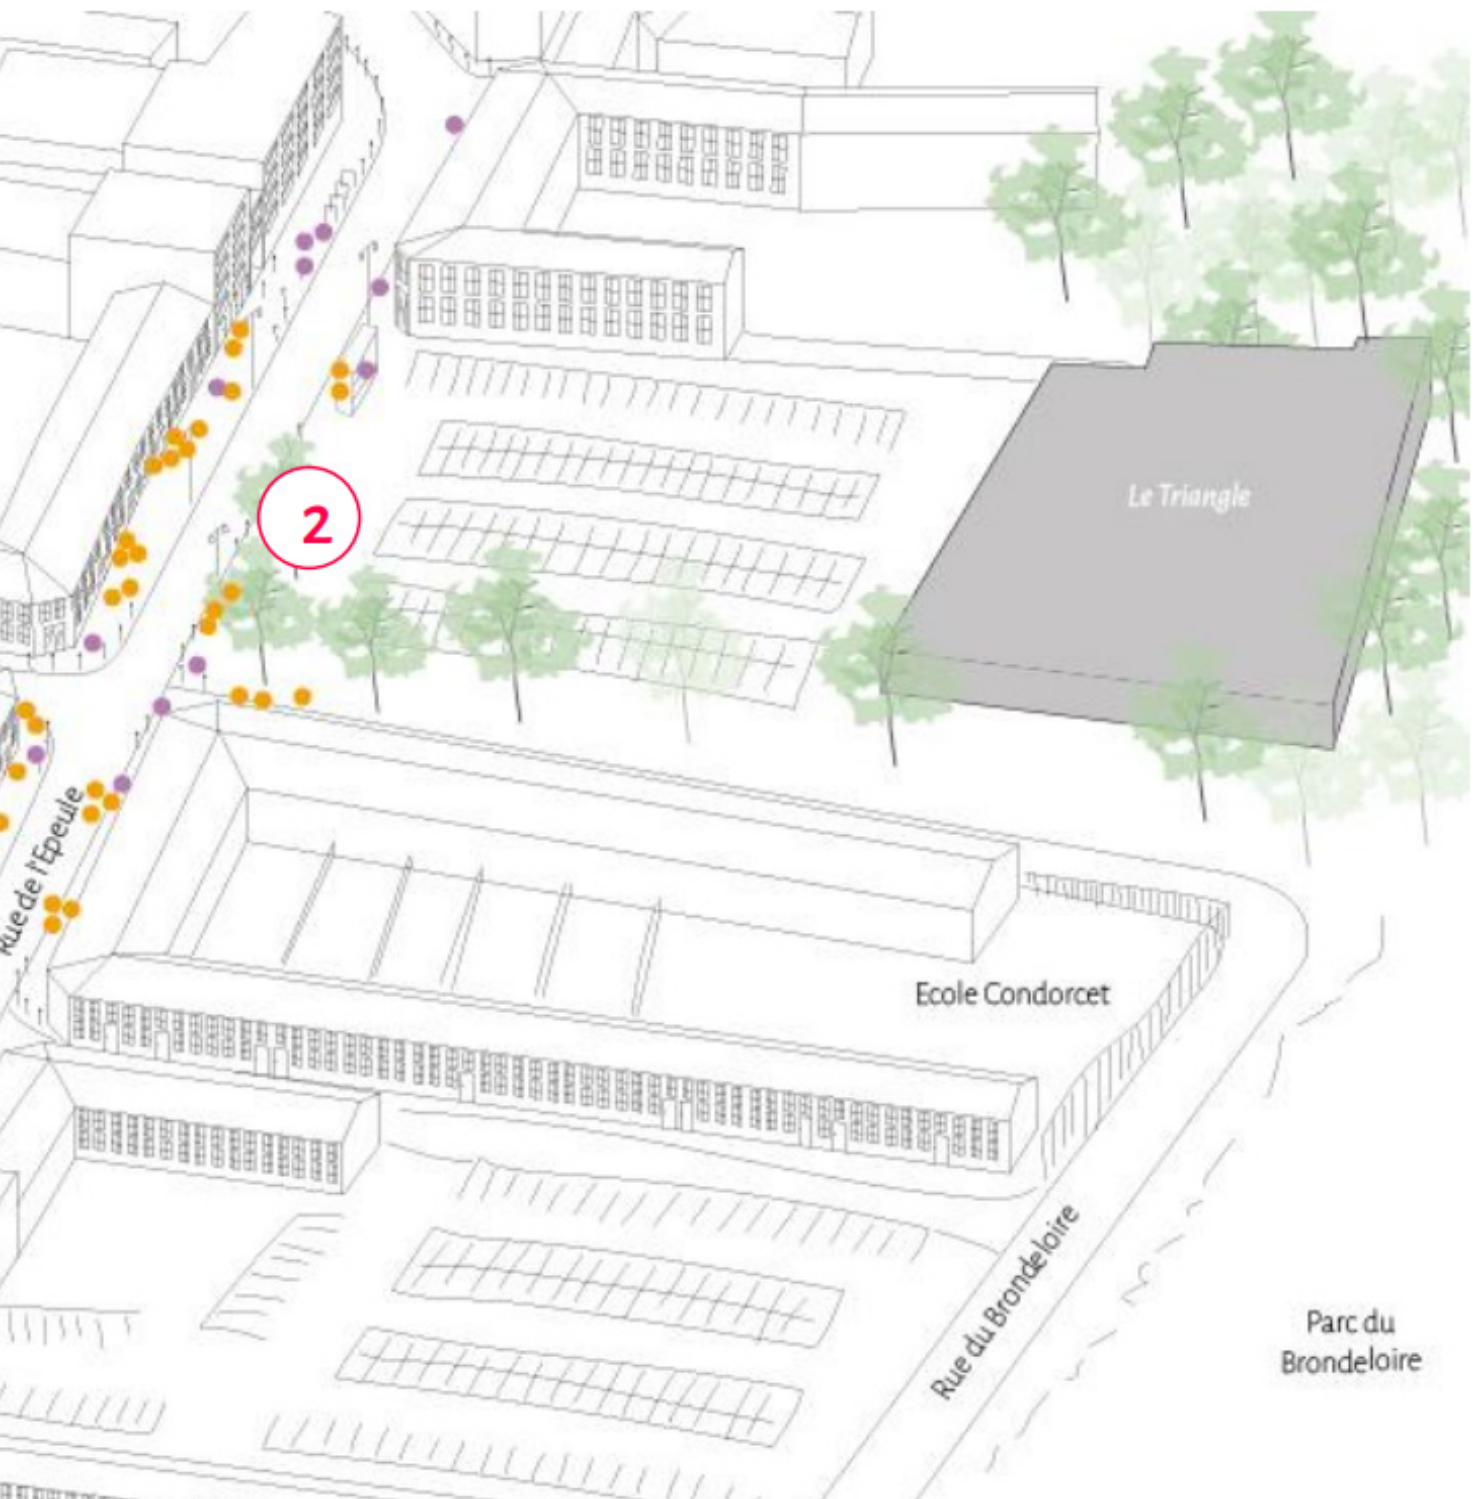 Le Triangle
2
Rue de l'Epeule
Ecole Condorcet
Rue du Brondeloire
Parc du
Brondeloire